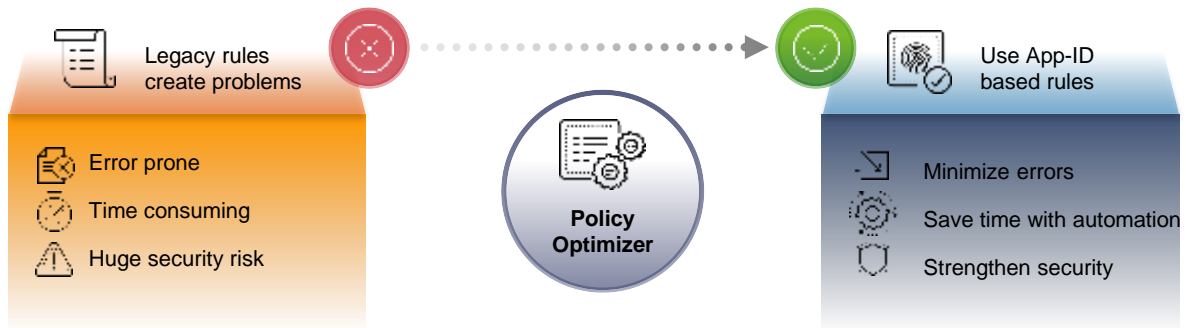 Legacy rules
create problems
Error prone
Time consuming
Huge security risk
Policy
Optimizer
Use App-ID
based rules
Minimize errors
Save time with automation
Strengthen security